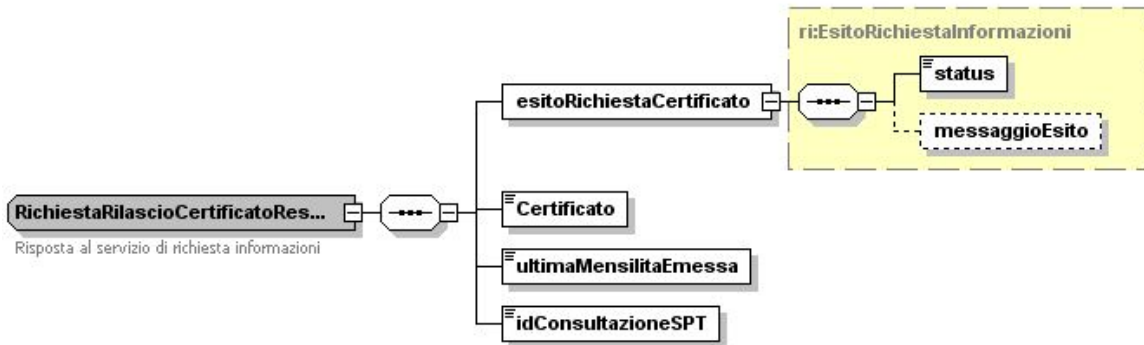 ri:EsitoRichiestaInformazioni
status
esitoRichiestaCertificato
messaggioEsito
Certificato
RichiestaRilascioCertificatoRes...
Risposta al servizio di richiesta informazioni
ultimaMensilitaEmessa
idConsultazioneSPT